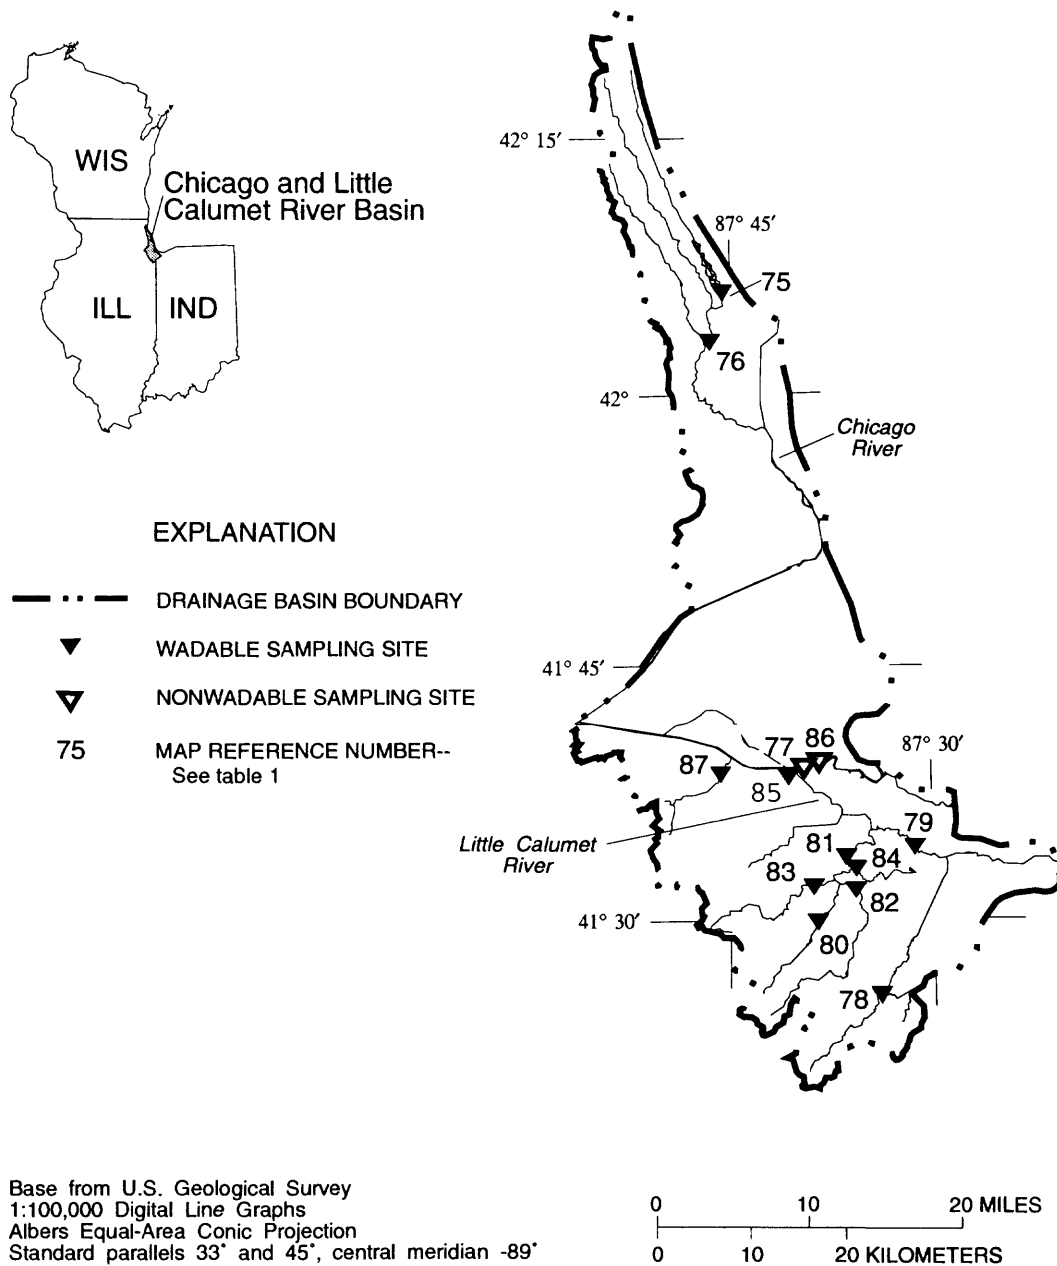 WIS
Chicago and Little
Calumet River Basin
ILL
IND
42° 15′
87° 45′
75
76
42°
Chicago
River
EXPLANATION
DRAINAGE BASIN BOUNDARY
WADABLE SAMPLING SITE
NONWADABLE SAMPLING SITE
75
MAP REFERENCE NUMBER--
See table 1
41° 45′
87
77
86
87° 30′
85
Little Calumet
River
79
81
84
83
82
41° 30′
80
78
Base from U.S. Geological Survey
1:100,000 Digital Line Graphs
Albers Equal-Area Conic Projection
Standard parallels 33° and 45°, central meridian -89°
0 10 20 MILES
0 10 20 KILOMETERS